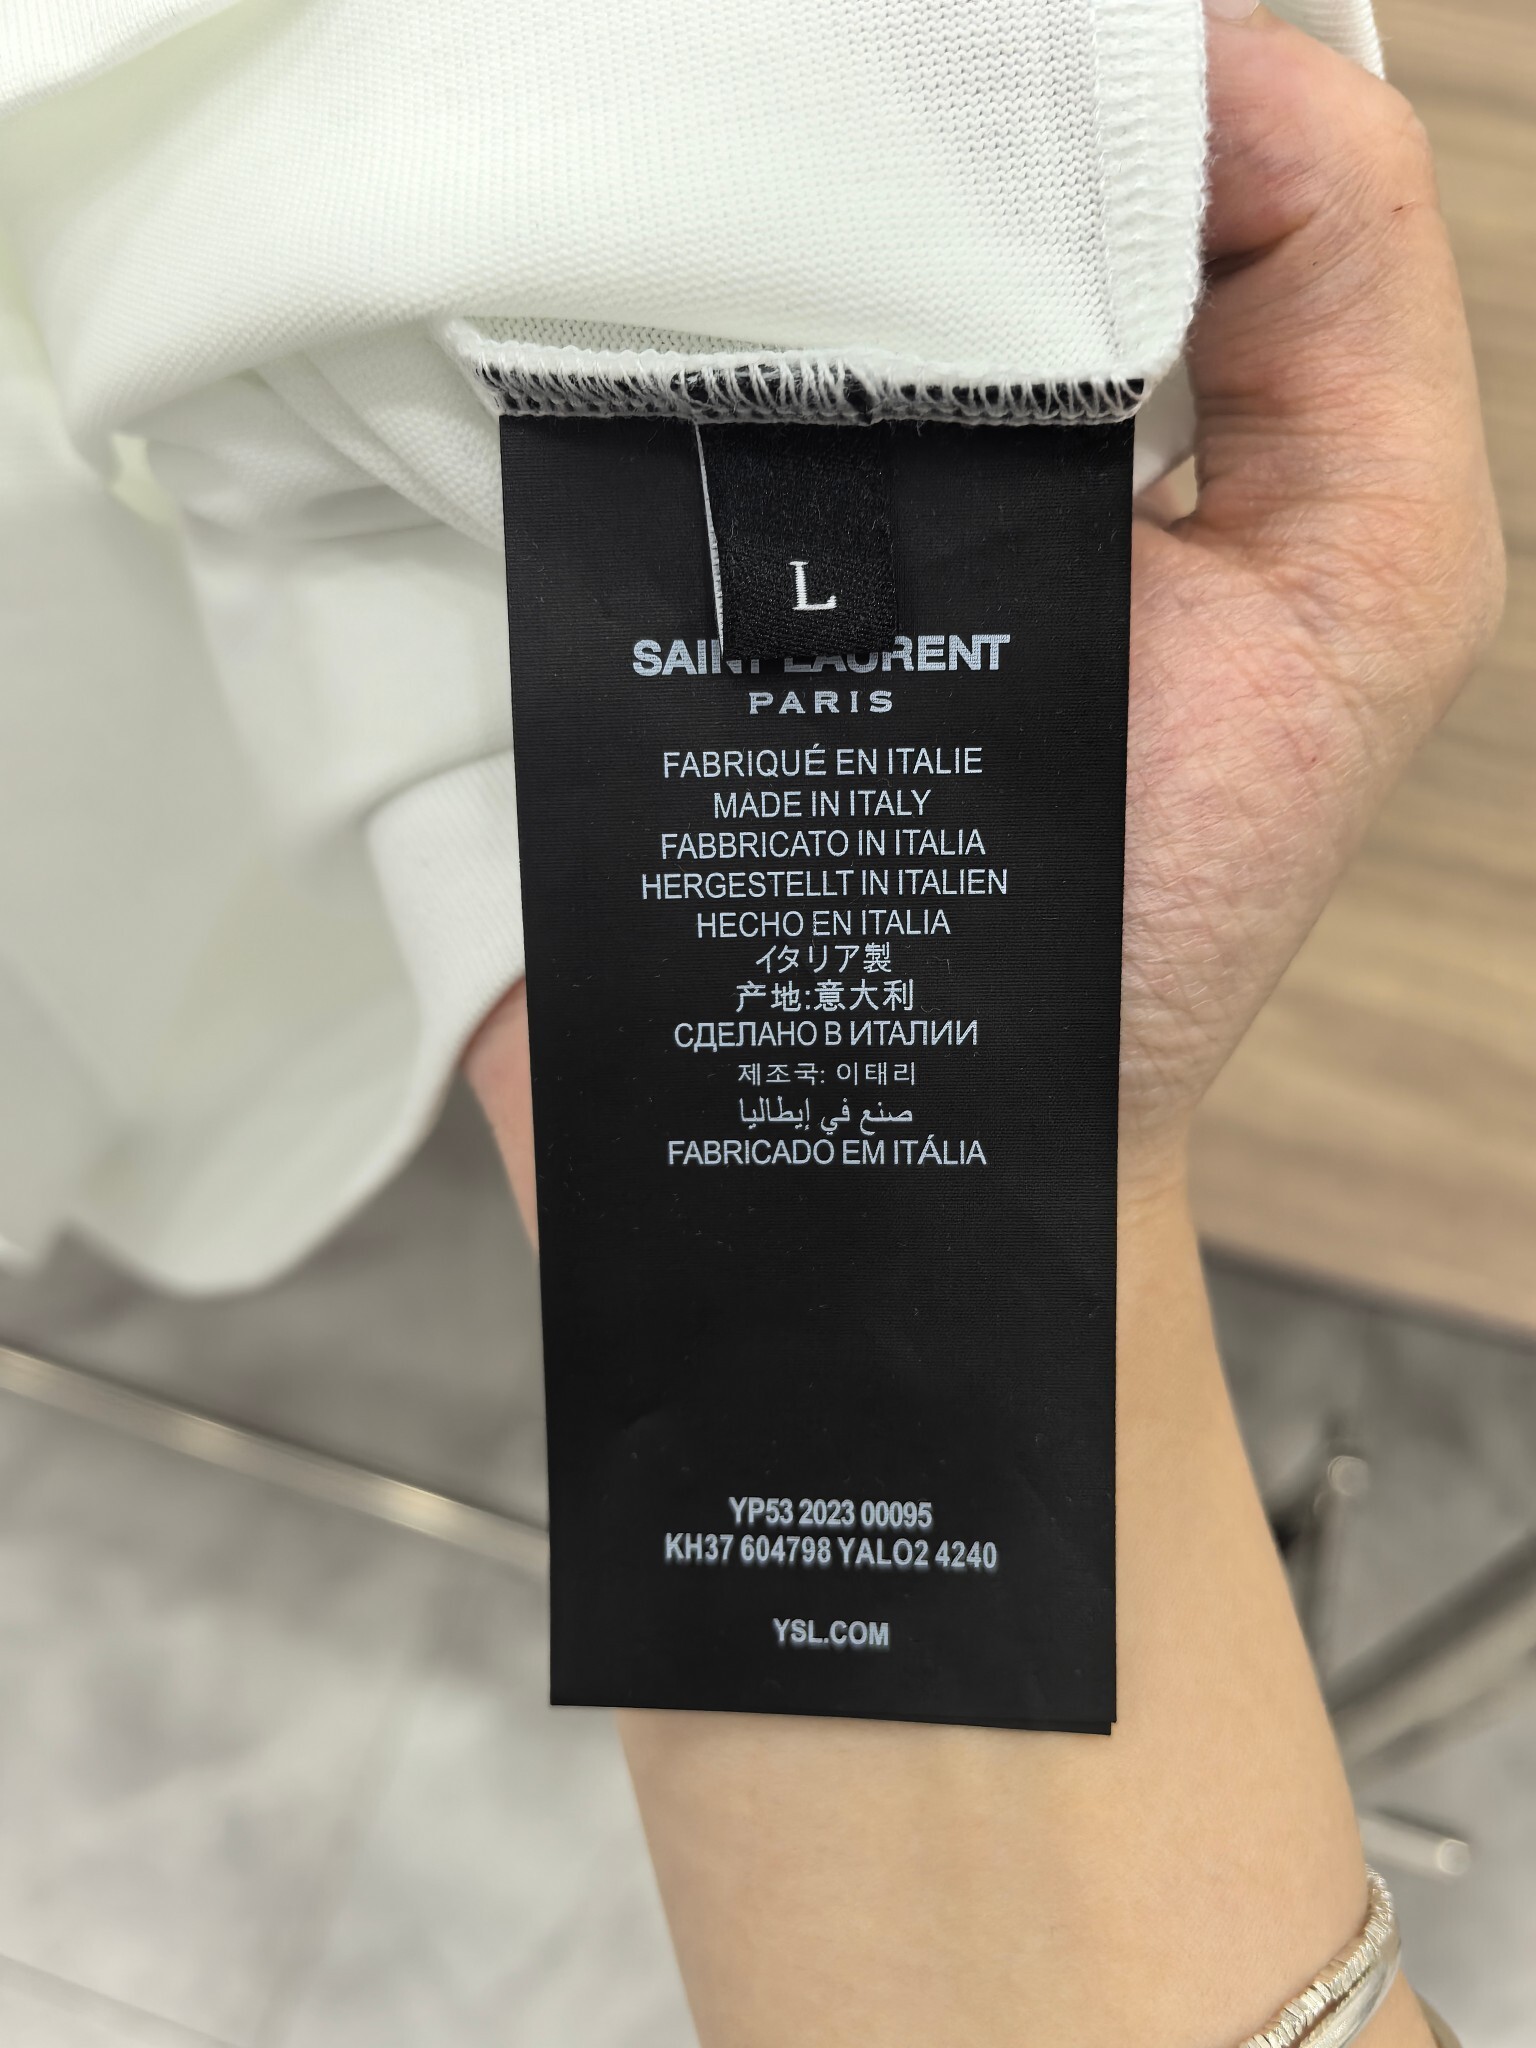 L
SAINT LAURENT
PARIS
FABRIQUÉ EN ITALIE
MADE IN ITALY
FABBRICATO IN ITALIA
HERGESTELLT IN ITALIEN
HECHO EN ITALIA
イタリア製
产地:意大利
СДЕЛАНО В ИТАЛИИ
제조국: 이태리
صنع في إيطاليا
FABRICADO EM ITÁLIA
YP53 2023 00095
KH37 604798 YALO2 4240
YSL.COM